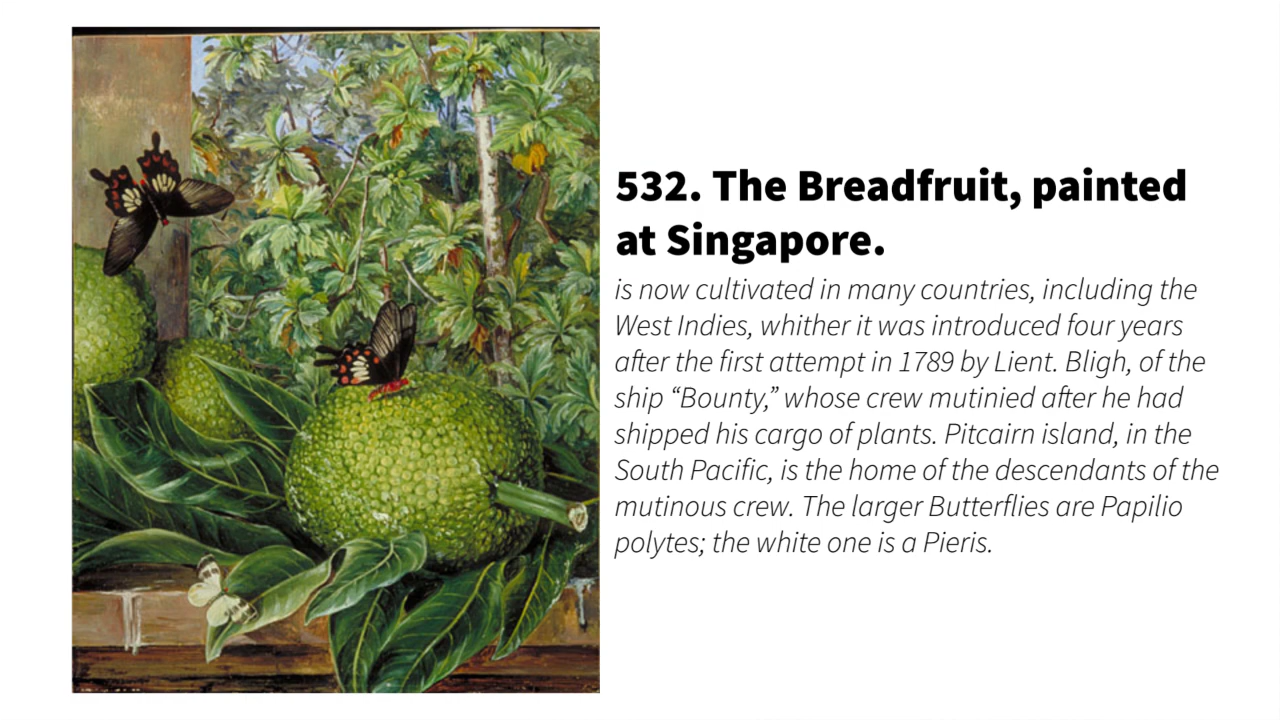 532. The Breadfruit, painted
at Singapore.
is now cultivated in many countries, including the
West Indies, whither it was introduced four years
after the first attempt in 1789 by Lient. Bligh, of the
ship “Bounty,” whose crew mutinied after he had
shipped his cargo of plants. Pitcairn island, in the
South Pacific, is the home of the descendants of the
mutinous crew. The larger Butterflies are Papilio
polytes; the white one is a Pieris.